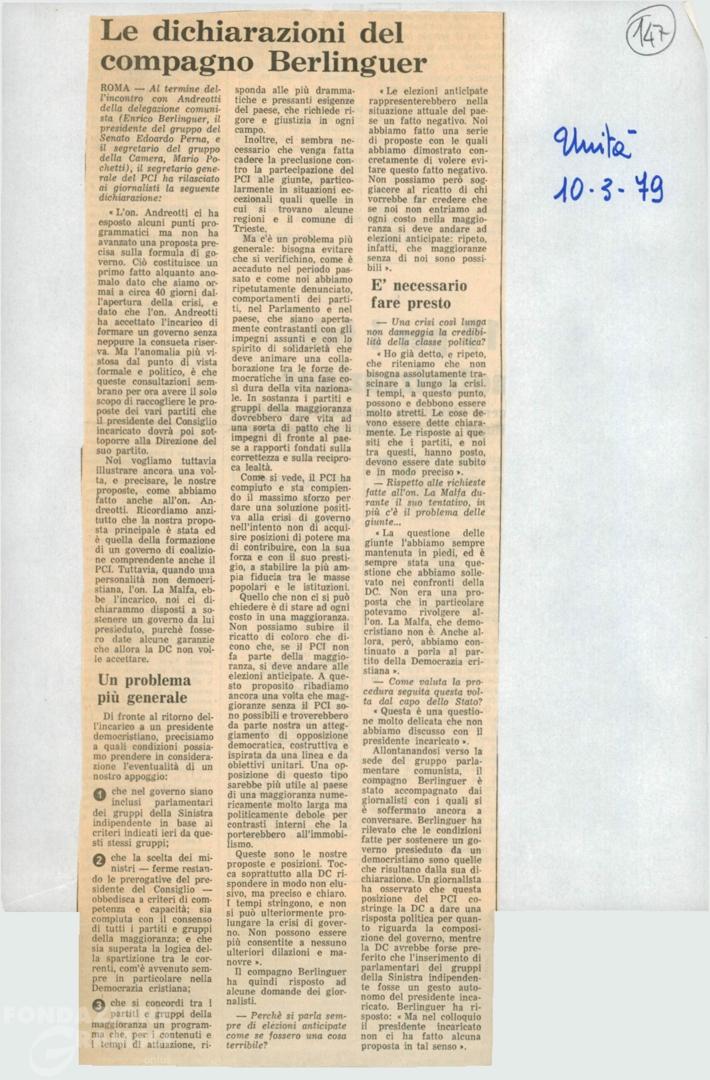 Le dichiarazioni del
compagno Berlinguer
ROMA — Al termine del-
l'incontro con Andreotti
della delegazione comuni-
sta (Enrico Berlinguer, il
presidente del gruppo del
Senato Edoardo Perna, e
il segretario del gruppo
della Camera, Mario Po-
chetti), il segretario gene-
rale del PCI ha rilasciato
ai giornalisti la seguente
dichiarazione:
« L'on. Andreotti ci ha
esposto alcuni punti pro-
grammatici ma non ha
avanzato una proposta pre-
cisa sulla formula di go-
verno. Ciò costituisce un
primo fatto alquanto ano-
malo dato che siamo or-
mai a circa 40 giorni dal-
l'apertura della crisi, e
dato che l'on. Andreotti
ha accettato l'incarico di
formare un governo senza
neppure la consueta riser-
va. Ma l'anomalia più vi-
stosa dal punto di vista
formale e politico, è che
queste consultazioni sem-
brano per ora avere il solo
scopo di raccogliere le pro-
poste dei vari partiti che
il presidente del Consiglio
incaricato dovrà poi sot-
toporre alla Direzione del
suo partito.
Noi vogliamo tuttavia
illustrare ancora una vol-
ta, e precisare, le nostre
proposte, come abbiamo
fatto anche all'on. An-
dreotti. Ricordiamo anzi-
tutto che la nostra propo-
sta principale è stata ed
è quella della formazione
di un governo di coalizio-
ne comprendente anche il
PCI. Tuttavia, quando una
personalità non democri-
stiana, l'on. La Malfa, eb-
be l'incarico, noi ci di-
chiarammo disposti a so-
stenere un governo da lui
presieduto, purché fosse-
ro date alcune garanzie
che allora la DC non vol-
le accettare.
Un problema
più generale
Di fronte al ritorno del-
l'incarico a un presidente
democristiano, precisiamo
a quali condizioni possia-
mo prendere in considera-
zione l'eventualità di un
nostro appoggio:
1 che nel governo siano
inclusi parlamentari
dei gruppi della Sinistra
indipendente in base ai
criteri indicati ieri da que-
sti stessi gruppi;
2 che la scelta dei mi-
nistri — ferme restan-
do le prerogative del pre-
sidente del Consiglio —
obbedisca a criteri di com-
petenza e capacità; sia
compiuta con il consenso
di tutti i partiti e gruppi
della maggioranza; e che
sia superata la logica del-
la spartizione tra le cor-
renti, com'è avvenuto sem-
pre in particolare nella
Democrazia cristiana;
3 che si concordi tra i
partiti e gruppi della
maggioranza un program-
ma che, per i contenuti e
i tempi di attuazione, ri-
sponda alle più dramma-
tiche e pressanti esigenze
del paese, che richiede ri-
gore e giustizia in ogni
campo.
Inoltre, ci sembra ne-
cessario che venga fatta
cadere la preclusione con-
tro la partecipazione del
PCI alle giunte, partico-
larmente in situazioni ec-
cezionali quali quelle in
cui si trovano alcune
regioni e il comune di
Trieste.
Ma c'è un problema più
generale: bisogna evitare
che si verifichino, come è
accaduto nel periodo pas-
sato e come noi abbiamo
ripetutamente denunciato,
comportamenti dei parti-
ti, nel Parlamento e nel
paese, che siano aperta-
mente contrastanti con gli
impegni assunti e con lo
spirito di solidarietà che
deve animare una colla-
borazione tra le forze de-
mocratiche in una fase co-
sì dura della vita naziona-
le. In sostanza i partiti e
gruppi della maggioranza
dovrebbero dare vita ad
una sorta di patto che li
impegni di fronte al pae-
se a rapporti fondati sulla
correttezza e sulla recipro-
ca lealtà.
Come si vede, il PCI ha
compiuto e sta compien-
do il massimo sforzo per
dare una soluzione positi-
va alla crisi di governo
nell'intento non di acqui-
sire posizioni di potere ma
di contribuire, con la sua
forza e con il suo presti-
gio, a stabilire la più am-
pia fiducia tra le masse
popolari e le istituzioni.
Quello che non ci si può
chiedere è di stare ad ogni
costo in una maggioranza.
Non possiamo subire il
ricatto di coloro che di-
cono che, se il PCI non
fa parte della maggio-
ranza, si deve andare alle
elezioni anticipate. A que-
sto proposito ribadiamo
ancora una volta che mag-
gioranze senza il PCI so-
no possibili e troverebbero
da parte nostra un atteg-
giamento di opposizione
democratica, costruttiva e
ispirata da una linea e da
obiettivi unitari. Una op-
posizione di questo tipo
sarebbe più utile al paese
di una maggioranza nume-
ricamente molto larga ma
politicamente debole per
contrasti interni che la
porterebbero all'immobi-
lismo.
Queste sono le nostre
proposte e posizioni. Toc-
ca soprattutto alla DC ri-
spondere in modo non elu-
sivo, ma preciso e chiaro.
I tempi stringono, e non
si può ulteriormente pro-
lungare la crisi di gover-
no. Non possono essere
più consentite a nessuno
ulteriori dilazioni e ma-
novre ».
Il compagno Berlinguer
ha quindi risposto ad
alcune domande dei gior-
nalisti.
— Perchè si parla sem-
pre di elezioni anticipate
come se fossero una cosa
terribile?
« Le elezioni anticipate
rappresenterebbero nella
situazione attuale del pae-
se un fatto negativo. Noi
abbiamo fatto una serie
di proposte con le quali
abbiamo dimostrato con-
cretamente di volere evi-
tare questo fatto negativo.
Non possiamo però sog-
giacere al ricatto di chi
vorrebbe far credere che
se noi non entriamo ad
ogni costo nella maggio-
ranza si deve andare ad
elezioni anticipate: ripeto,
infatti, che maggioranze
senza di noi sono possi-
bili ».
E' necessario
fare presto
— Una crisi così lunga
non danneggia la credibi-
lità della classe politica?
« Ho già detto, e ripeto,
che riteniamo che non
bisogna assolutamente tra-
scinare a lungo la crisi.
I tempi, a questo punto,
possono e debbono essere
molto stretti. Le cose de-
vono essere dette chiara-
mente. Le risposte ai que-
siti che i partiti, e noi
tra questi, hanno posto,
devono essere date subito
e in modo preciso ».
— Rispetto alle richieste
fatte all'on. La Malfa du-
rante il suo tentativo, in
più c'è il problema delle
giunte...
« La questione delle
giunte l'abbiamo sempre
mantenuta in piedi, ed è
sempre stata una que-
stione che abbiamo solle-
vato nei confronti della
DC. Non era una propo-
sta che in particolare
potevamo rivolgere al-
l'on. La Malfa, che demo-
cristiano non è. Anche al-
lora, però, abbiamo con-
tinuato a porla al par-
tito della Democrazia cri-
stiana ».
— Come valuta la pro-
cedura seguita questa vol-
ta dal capo dello Stato?
« Questa è una questio-
ne molto delicata che non
abbiamo discusso con il
presidente incaricato ».
Allontanandosi verso la
sede del gruppo parla-
mentare comunista, il
compagno Berlinguer è
stato accompagnato dai
giornalisti con i quali si
è soffermato ancora a
conversare. Berlinguer ha
rilevato che le condizioni
fatte per sostenere un go-
verno presieduto da un
democristiano sono quelle
che risultano dalla sua di-
chiarazione. Un giornalista
ha osservato che questa
posizione del PCI co-
stringe la DC a dare una
risposta politica per quan-
to riguarda la composi-
zione del governo, mentre
la DC avrebbe forse pre-
ferito che l'inserimento di
parlamentari dei gruppi
della Sinistra indipenden-
te fosse un gesto auto-
nomo del presidente inca-
ricato. Berlinguer ha ri-
sposto: « Ma nel colloquio
il presidente incaricato
non ci ha fatto alcuna
proposta in tal senso ».
147
Unità
10-3-79